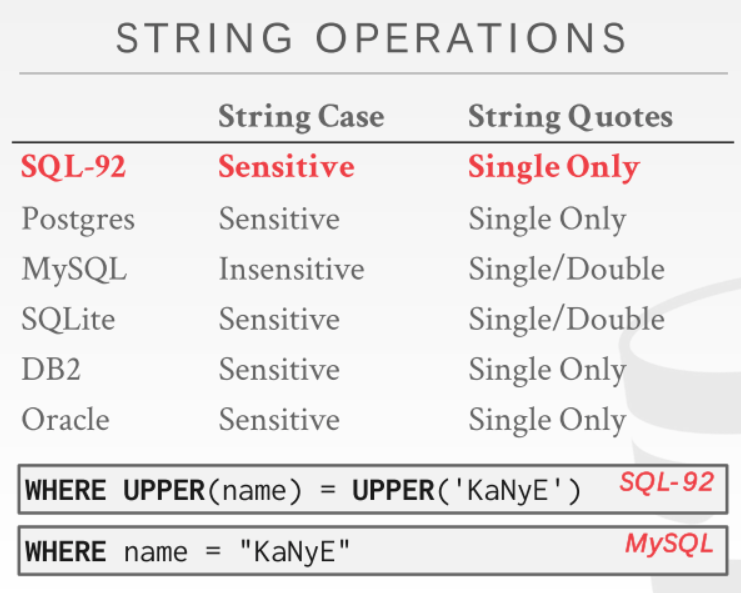 STRING OPERATIONS
String Case String Quotes
SQL-92 Sensitive Single Only
Postgres Sensitive Single Only
MySQL Insensitive Single/Double
SQLite Sensitive Single/Double
DB2 Sensitive Single Only
Oracle Sensitive Single Only
WHERE UPPER(name) = UPPER('KaNyE') SQL-92
WHERE name = "KaNyE" MySQL